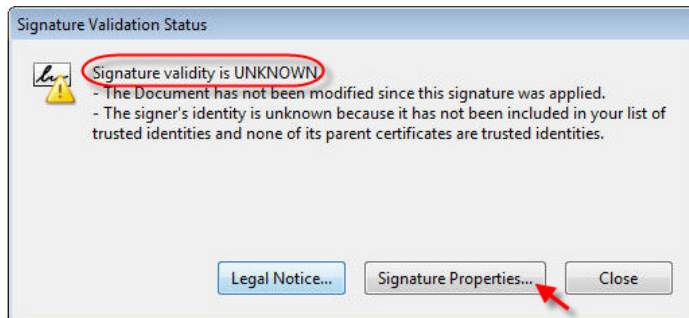 Signature Validation Status
Signature validity is UNKNOWN
- The Document has not been modified since this signature was applied.
- The signer's identity is unknown because it has not been included in your list of
trusted identities and none of its parent certificates are trusted identities.
Legal Notice... Signature Properties... Close